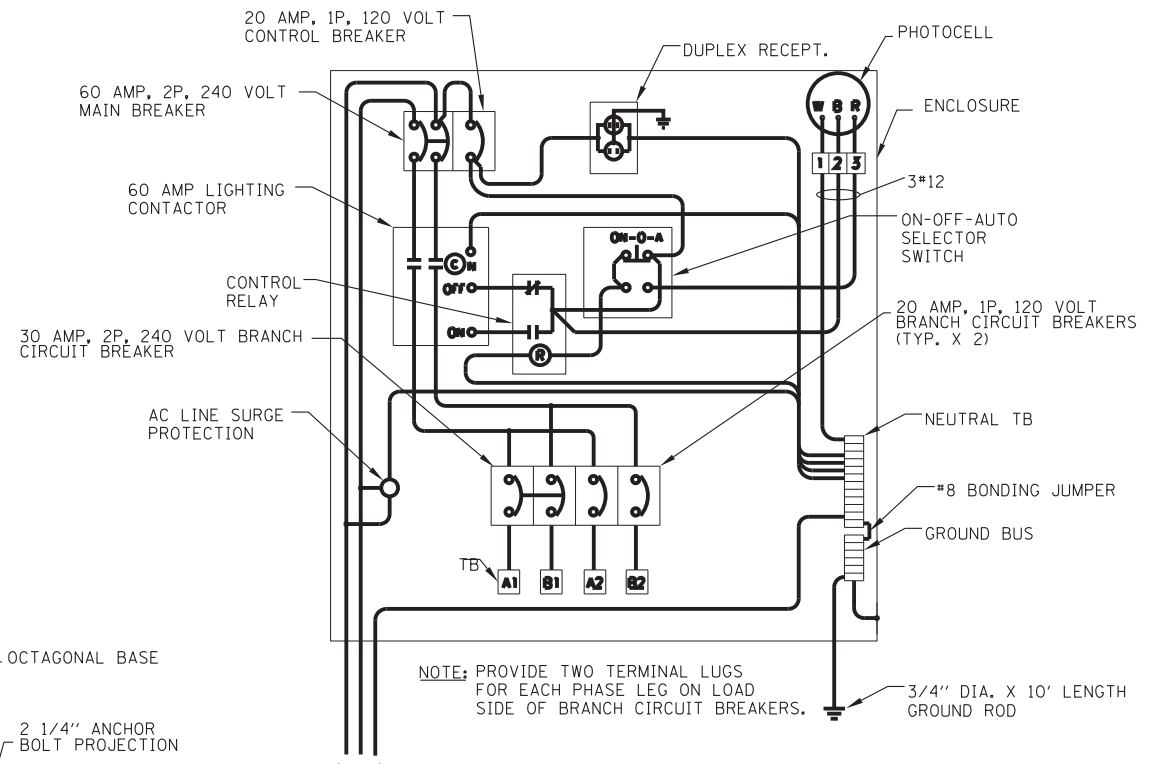 20 AMP, 1P, 120 VOLT
CONTROL BREAKER
DUPLEX RECEPT.
PHOTOCELL
60 AMP, 2P, 240 VOLT
MAIN BREAKER
ENCLOSURE
W B R
1 2 3
3#12
60 AMP LIGHTING
CONTACTOR
ON-OFF-AUTO
SELECTOR
SWITCH
ON-O-A
C
N
OFF
ON
R
CONTROL
RELAY
20 AMP, 1P, 120 VOLT
BRANCH CIRCUIT BREAKERS
(TYP. X 2)
30 AMP, 2P, 240 VOLT BRANCH
CIRCUIT BREAKER
AC LINE SURGE
PROTECTION
NEUTRAL TB
#8 BONDING JUMPER
GROUND BUS
TB
A1 B1 A2 B2
OCTAGONAL BASE
NOTE: PROVIDE TWO TERMINAL LUGS
FOR EACH PHASE LEG ON LOAD
SIDE OF BRANCH CIRCUIT BREAKERS.
3/4" DIA. X 10' LENGTH
GROUND ROD
2 1/4" ANCHOR
BOLT PROJECTION